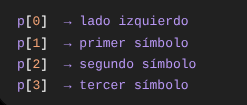 p[0] → lado izquierdo
p[1] → primer símbolo
p[2] → segundo símbolo
p[3] → tercer símbolo